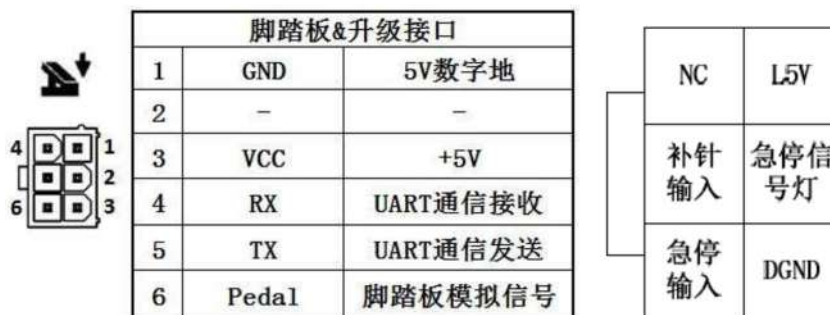 脚踏板&升级接口
1 GND 5V数字地
2 － －
3 VCC +5V
4 RX UART通信接收
5 TX UART通信发送
6 Pedal 脚踏板模拟信号
4 1
2
6 3
NC L5V
补针
输入
急停信
号灯
急停
输入
DGND